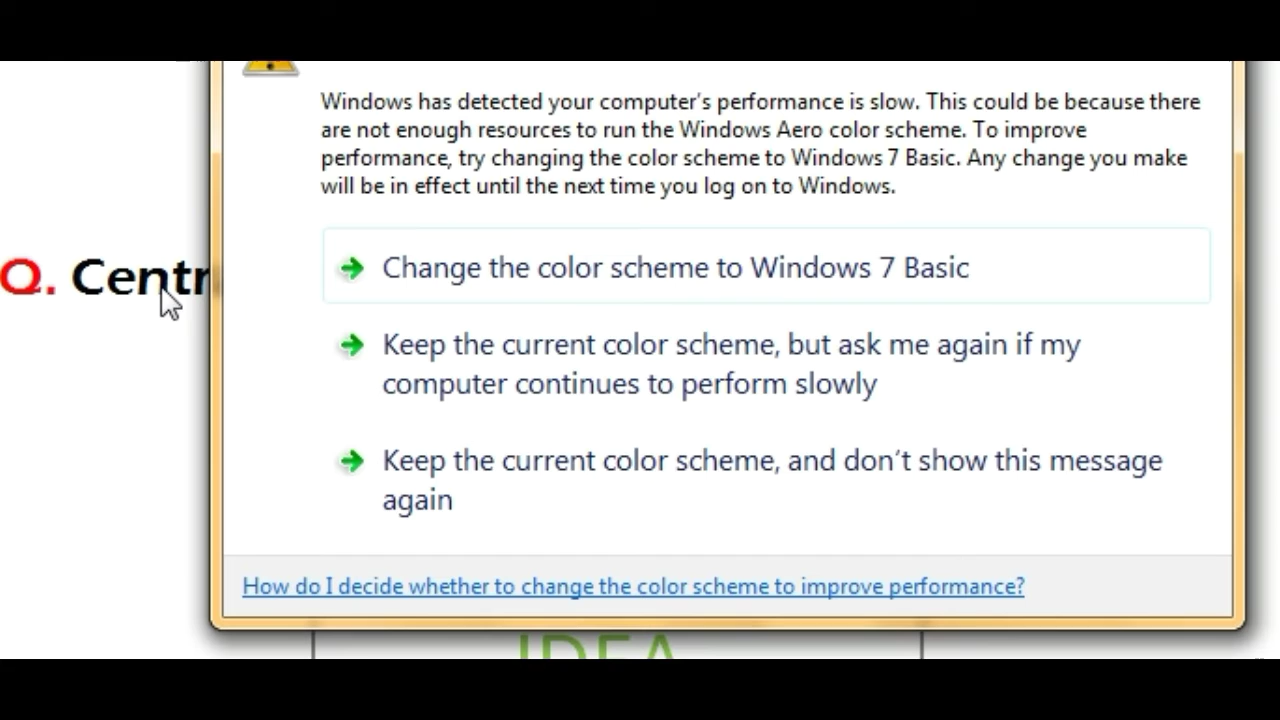 Windows has detected your computer's performance is slow. This could be because there
are not enough resources to run the Windows Aero color scheme. To improve
performance, try changing the color scheme to Windows 7 Basic. Any change you make
will be in effect until the next time you log on to Windows.
Q. Centr
Change the color scheme to Windows 7 Basic
Keep the current color scheme, but ask me again if my
computer continues to perform slowly
Keep the current color scheme, and don't show this message
again
How do I decide whether to change the color scheme to improve performance?
IDEA